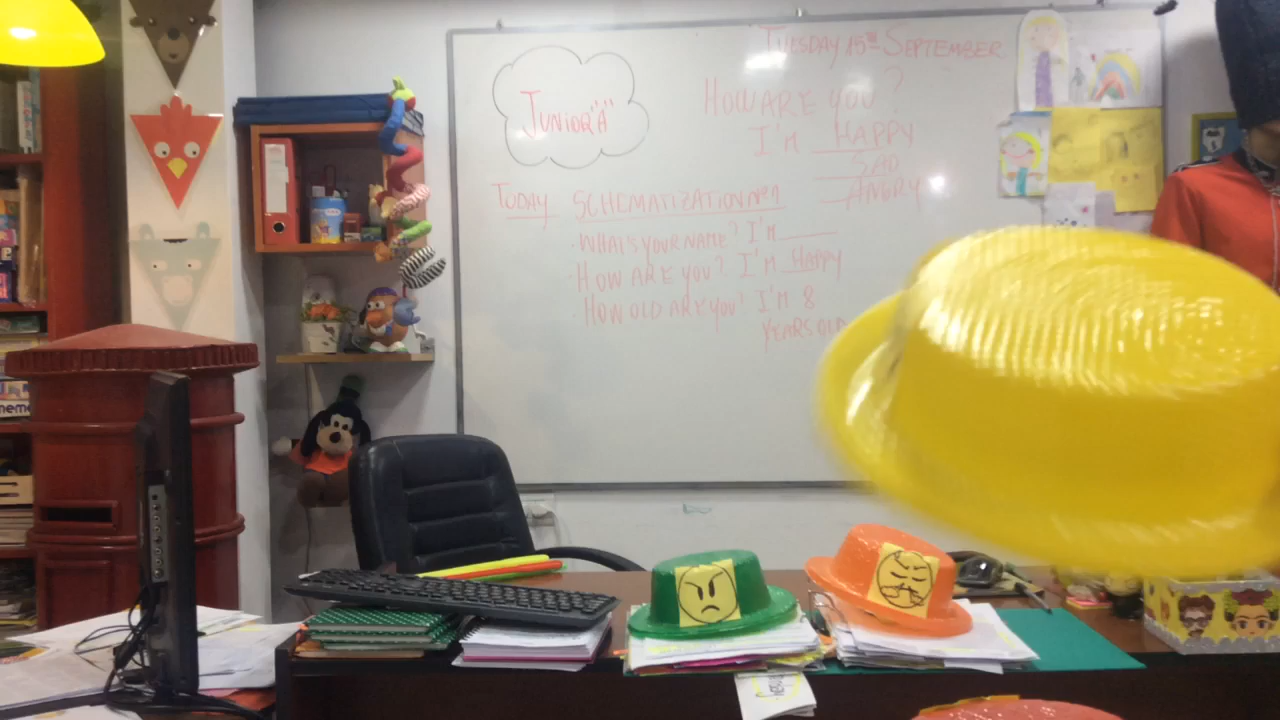 TUESDAY 15TH SEPTEMBER
JUNIOR "A"
HOW ARE YOU?
I'M HAPPY
SAD
ANGRY
TODAY SCHEMATIZATION
· WHAT'S YOUR NAME? I'M ______
· HOW ARE YOU? I'M HAPPY
· HOW OLD ARE YOU? I'M 8
YEARS OLD